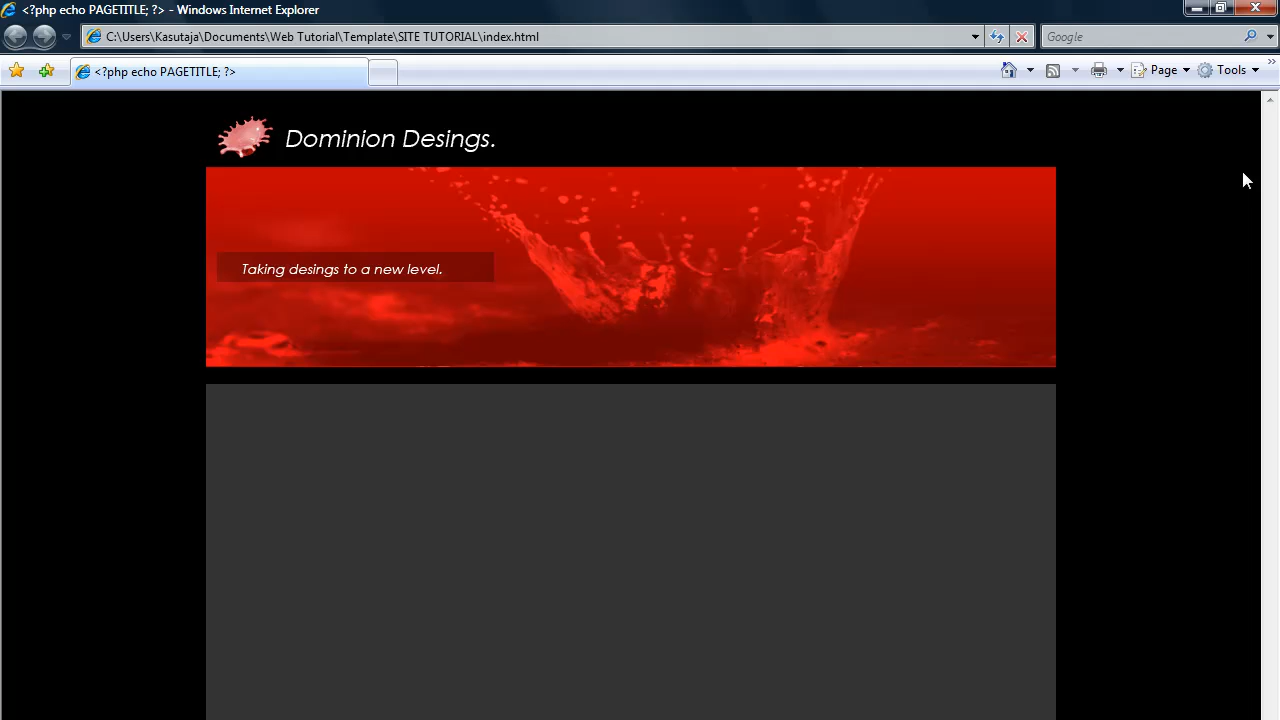 <?php echo PAGETITLE; ?> - Windows Internet Explorer
C:\Users\Kasutaja\Documents\Web Tutorial\Template\SITE TUTORIAL\index.html
Google
<?php echo PAGETITLE; ?>
Page
Tools
Dominion Desings.
Taking desings to a new level.